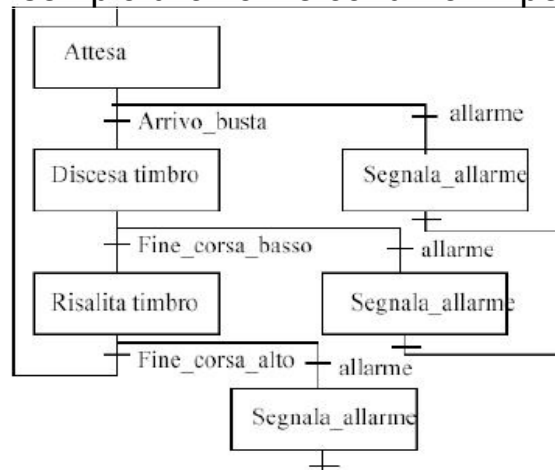 Attesa
Arrivo_busta
allarme
Discesa timbro
Segnala_allarme
Fine_corsa_basso
allarme
Risalita timbro
Segnala_allarme
Fine_corsa_alto
allarme
Segnala_allarme